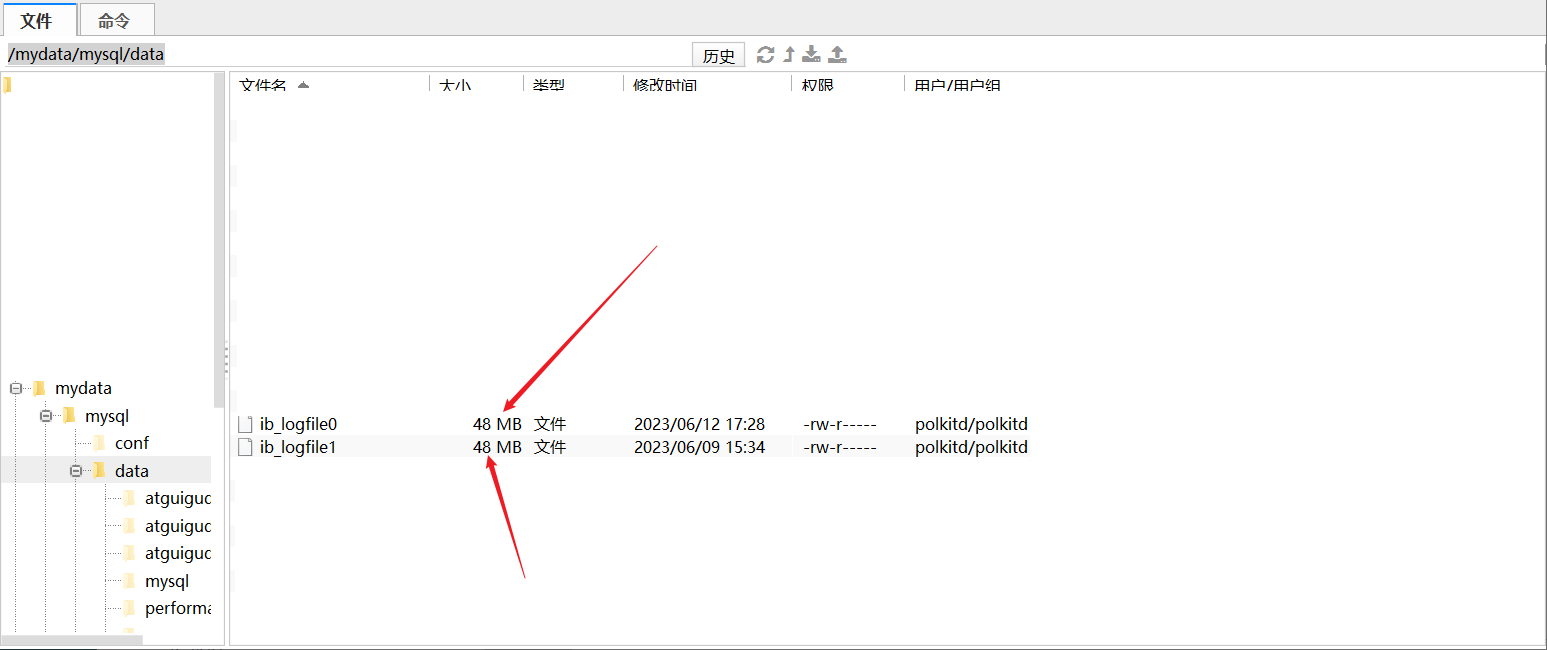 文件 命令
/mydata/mysql/data 历史
文件名 大小 类型 修改时间 权限 用户/用户组
mydata
mysql
conf
data
atguigud
atguigud
atguigud
mysql
performa
ib_logfile0 48 MB 文件 2023/06/12 17:28 -rw-r----- polkitd/polkitd
ib_logfile1 48 MB 文件 2023/06/09 15:34 -rw-r----- polkitd/polkitd